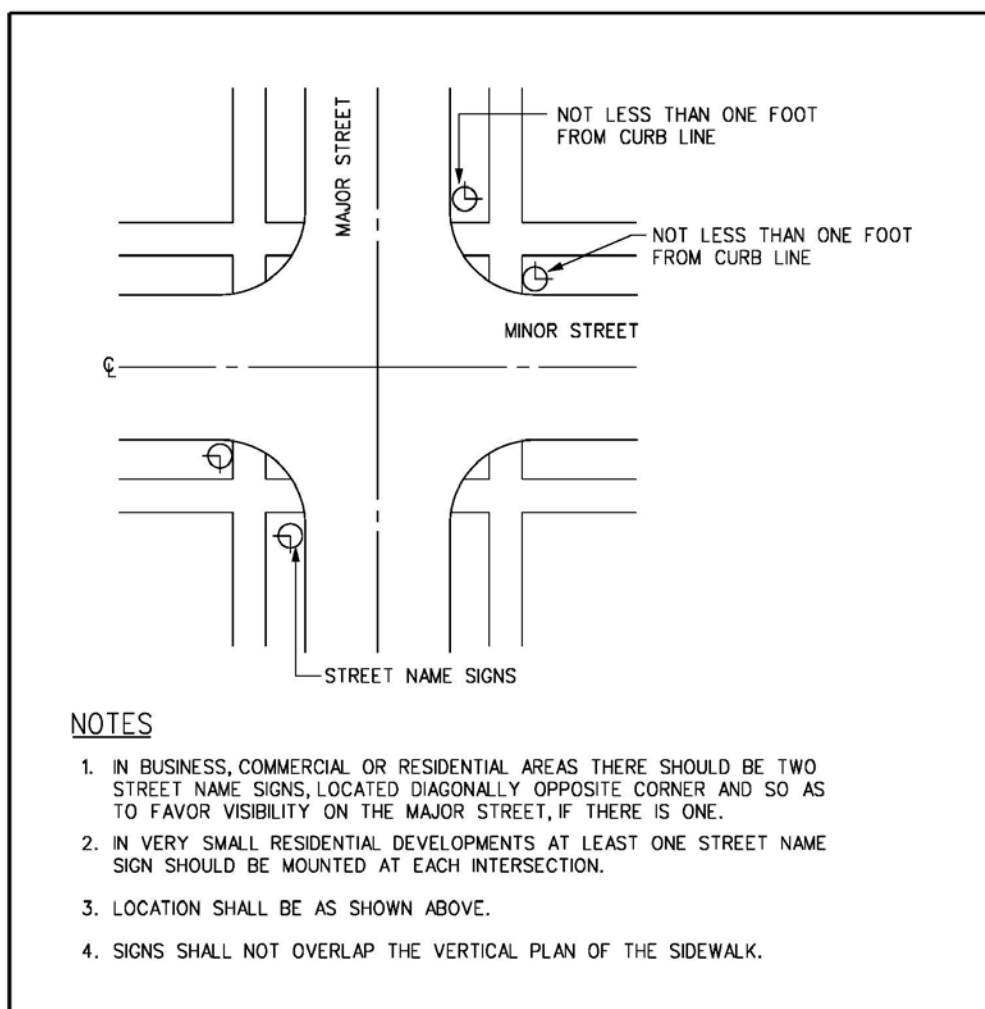 MAJOR STREET
NOT LESS THAN ONE FOOT
FROM CURB LINE
NOT LESS THAN ONE FOOT
FROM CURB LINE
MINOR STREET
℄
STREET NAME SIGNS
NOTES
1. IN BUSINESS, COMMERCIAL OR RESIDENTIAL AREAS THERE SHOULD BE TWO
STREET NAME SIGNS, LOCATED DIAGONALLY OPPOSITE CORNER AND SO AS
TO FAVOR VISIBILITY ON THE MAJOR STREET, IF THERE IS ONE.
2. IN VERY SMALL RESIDENTIAL DEVELOPMENTS AT LEAST ONE STREET NAME
SIGN SHOULD BE MOUNTED AT EACH INTERSECTION.
3. LOCATION SHALL BE AS SHOWN ABOVE.
4. SIGNS SHALL NOT OVERLAP THE VERTICAL PLAN OF THE SIDEWALK.